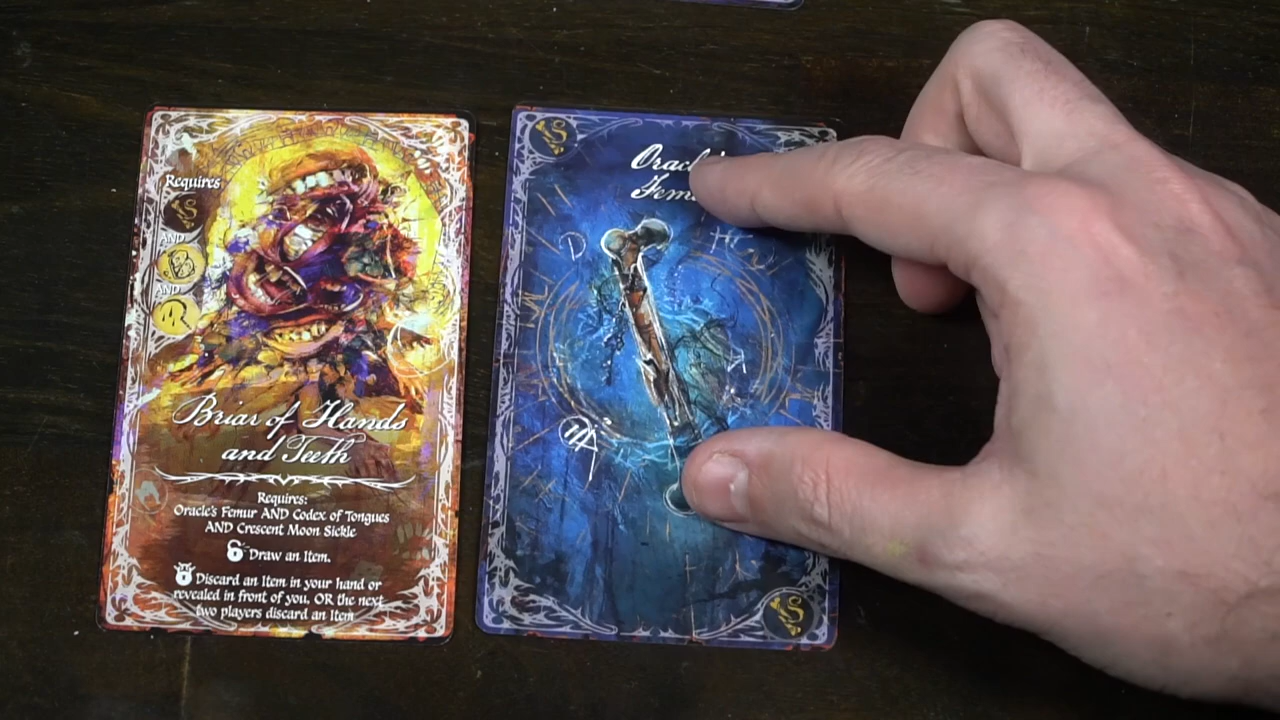 Requires
AND
AND
Briar of Hands
and Teeth
Requires:
Oracle's Femur AND Codex of Tongues
AND Crescent Moon Sickle
Draw an Item.
Discard an Item in your hand or
revealed in front of you, OR the next
two players discard an Item
S
S